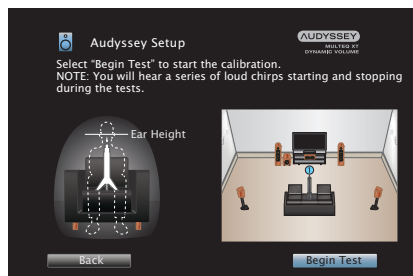 Audyssey Setup
AUDYSSEY
MULTEQ XT
DYNAMIC VOLUME
Select “Begin Test” to start the calibration.
NOTE: You will hear a series of loud chirps starting and stopping
during the tests.
Ear Height
1
Back
Begin Test